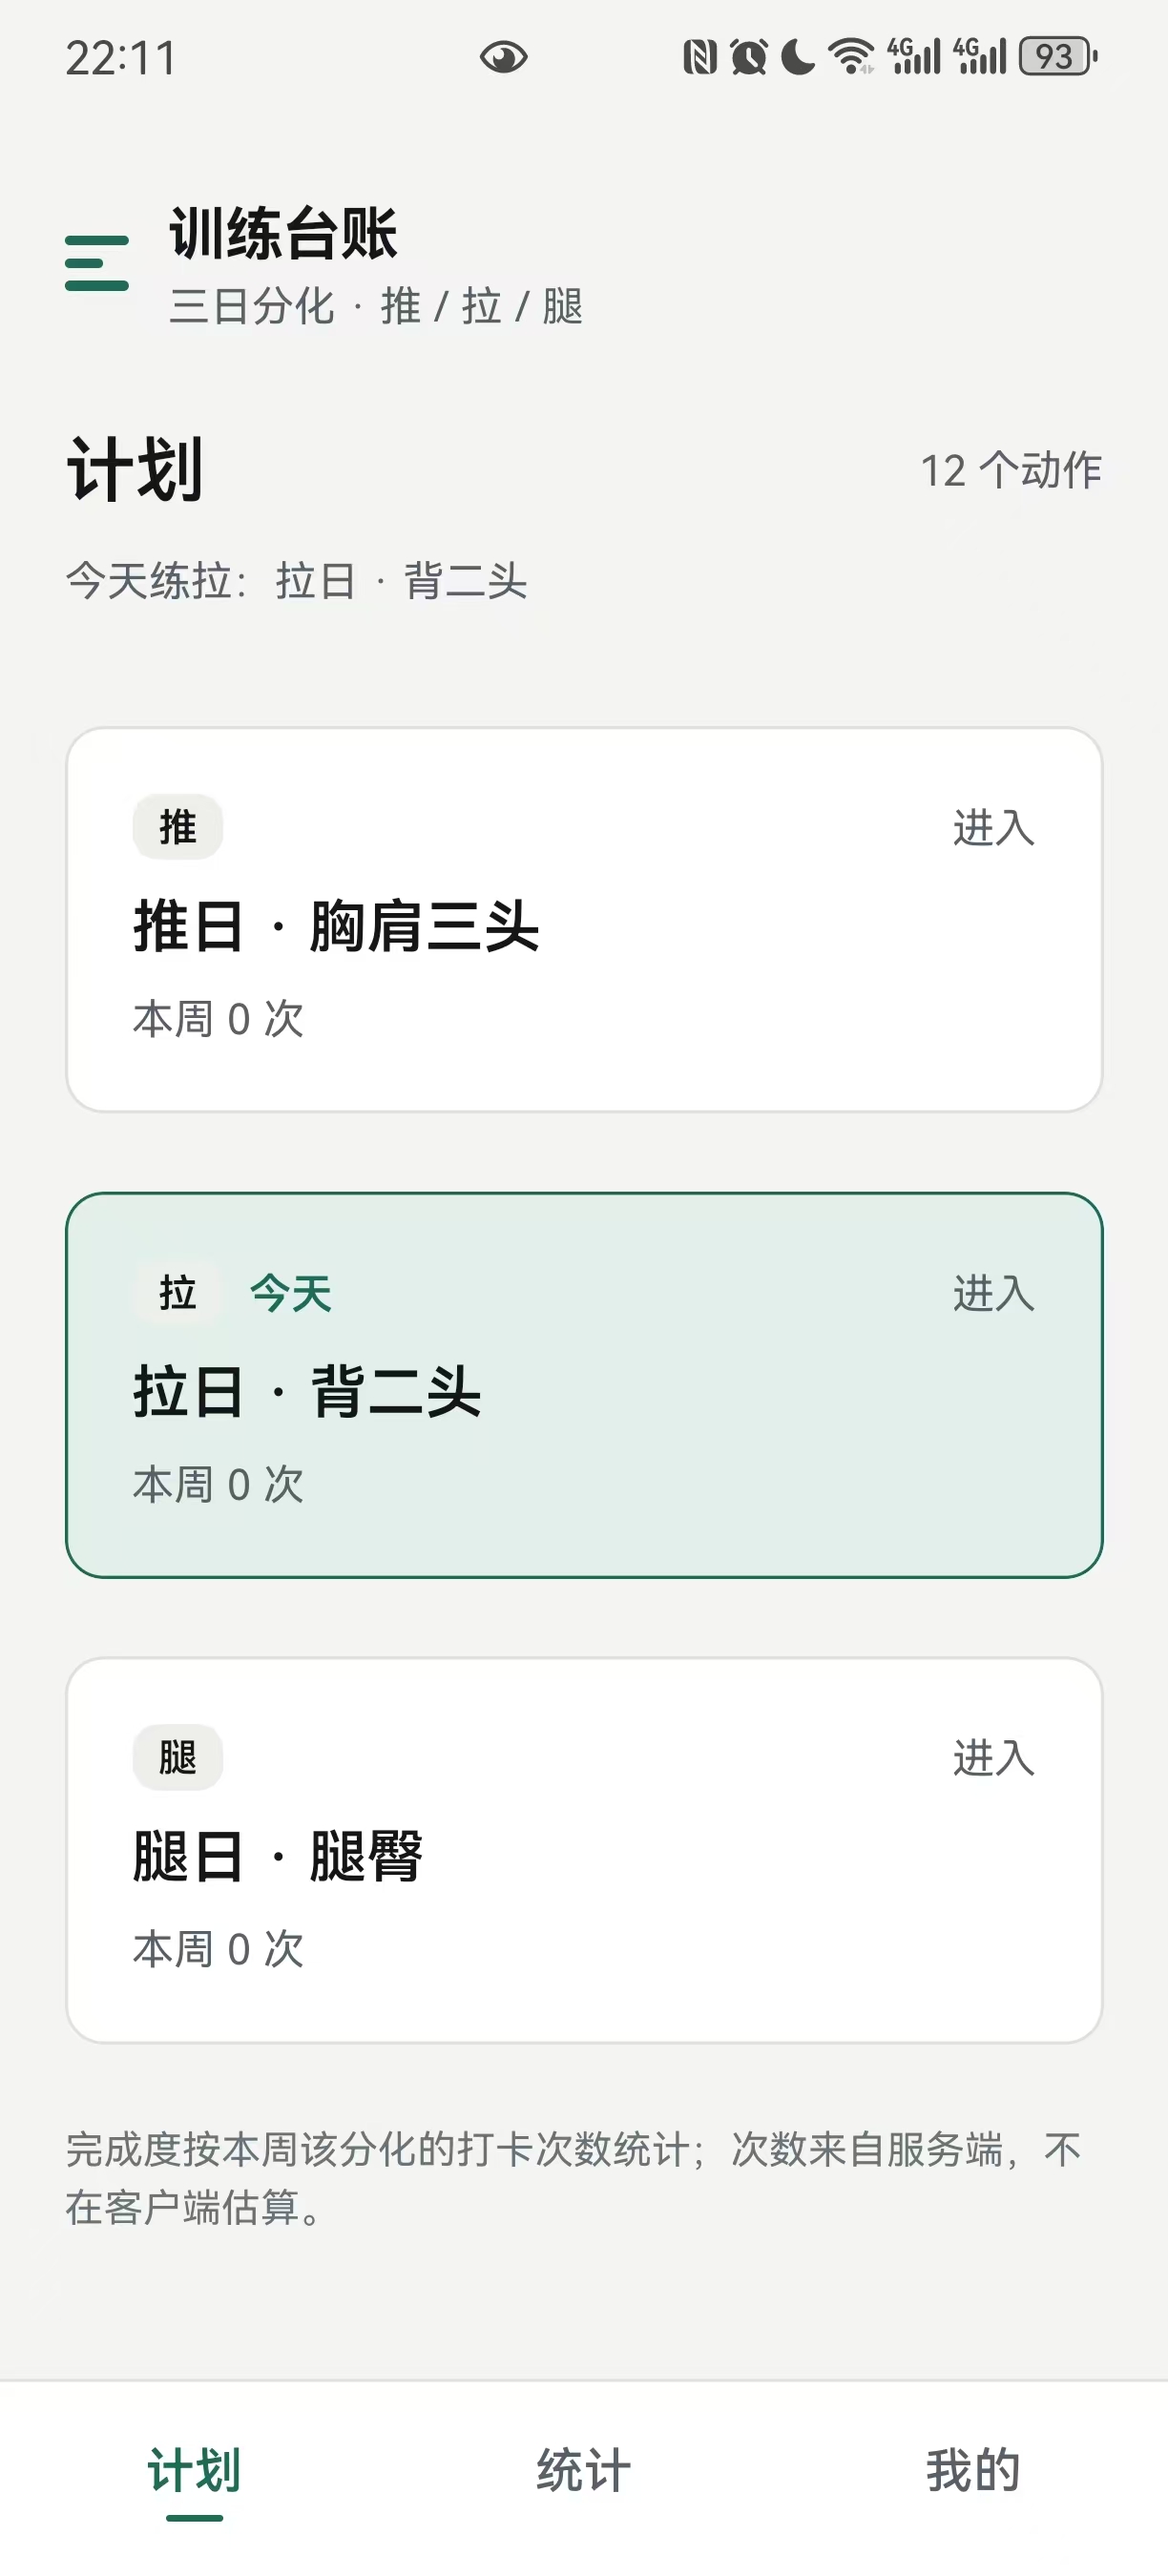 22:11
4G 4G 93
训练台账
三日分化 · 推 / 拉 / 腿
计划
12 个动作
今天练拉：拉日 · 背二头
推
进入
推日 · 胸肩三头
本周 0 次
拉 今天
进入
拉日 · 背二头
本周 0 次
腿
进入
腿日 · 腿臀
本周 0 次
完成度按本周该分化的打卡次数统计；次数来自服务端，不
在客户端估算。
计划
统计
我的